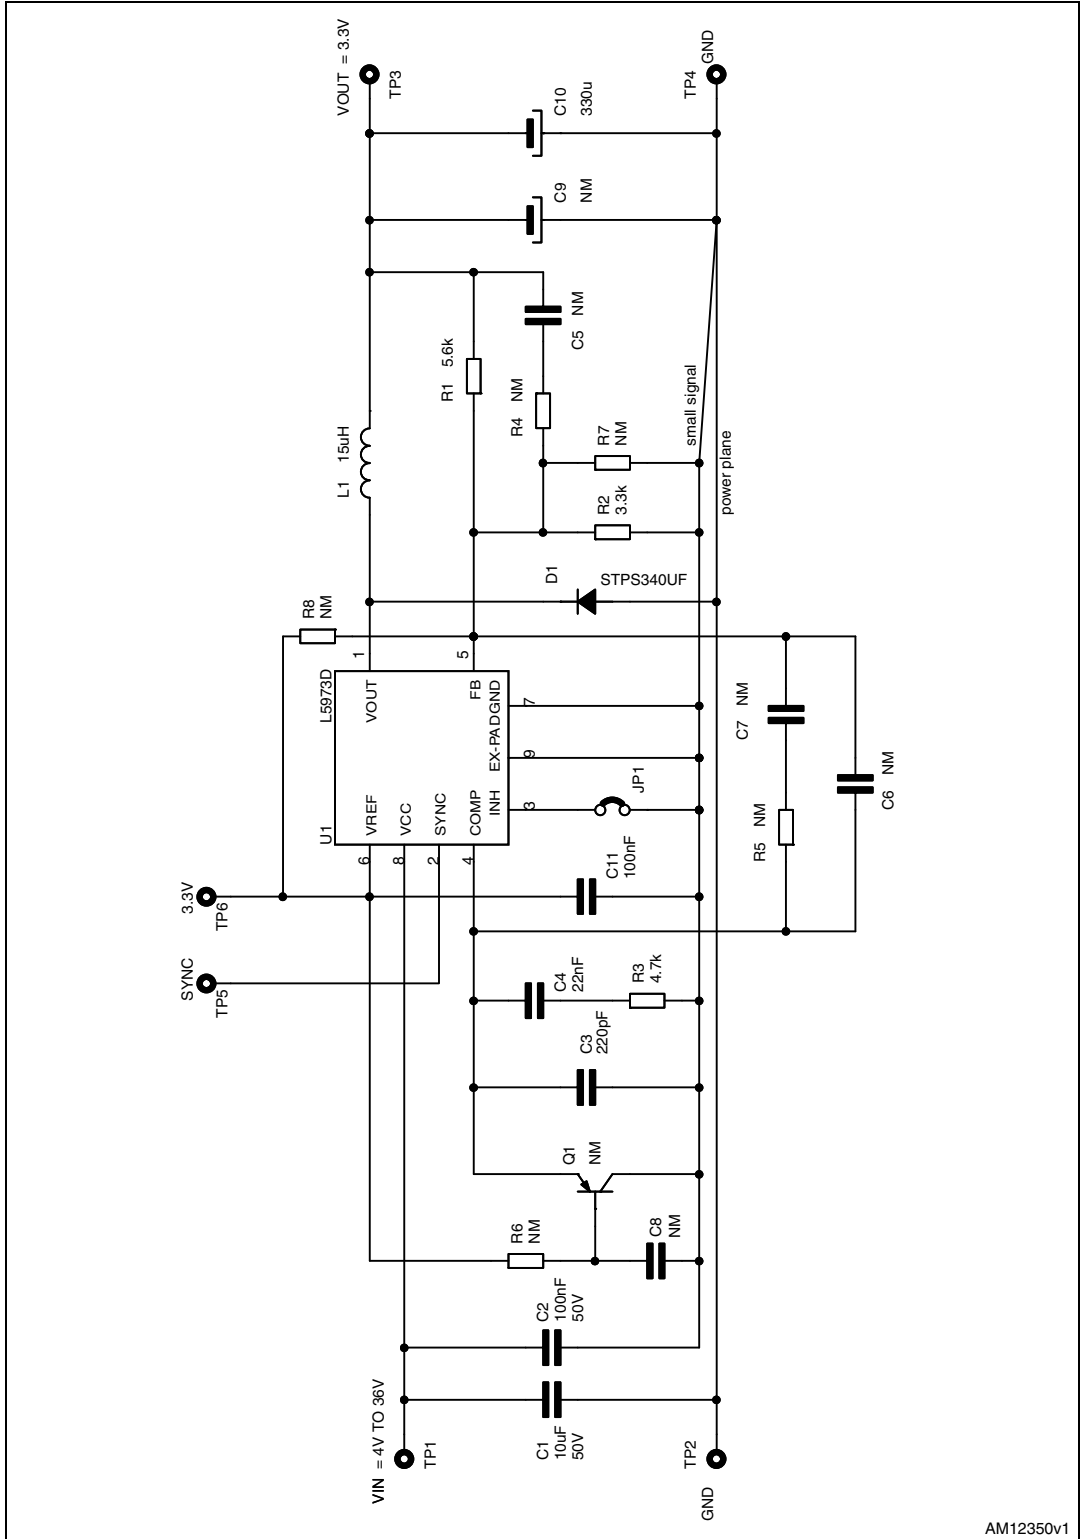 VOUT = 3.3V
TP3
TP4
GND
C10
330u
C9
NM
C5 NM
R1 5.6k
R4 NM
R7
NM
R2
3.3k
small signal
power plane
L1 15uH
D1
STPS340UF
R8
NM
U1
L5973D
1
VOUT
5
FB
7
GND
9
EX-PAD
3
INH
JP1
6
VREF
8
VCC
2
SYNC
4
COMP
C7 NM
R5 NM
C6 NM
3.3V
TP6
SYNC
TP5
C11
100nF
C4
22nF
R3
4.7k
C3
220pF
Q1
NM
R6
NM
C8
NM
C2
100nF
50V
C1
10uF
50V
VIN = 4V TO 36V
TP1
TP2
GND
AM12350v1